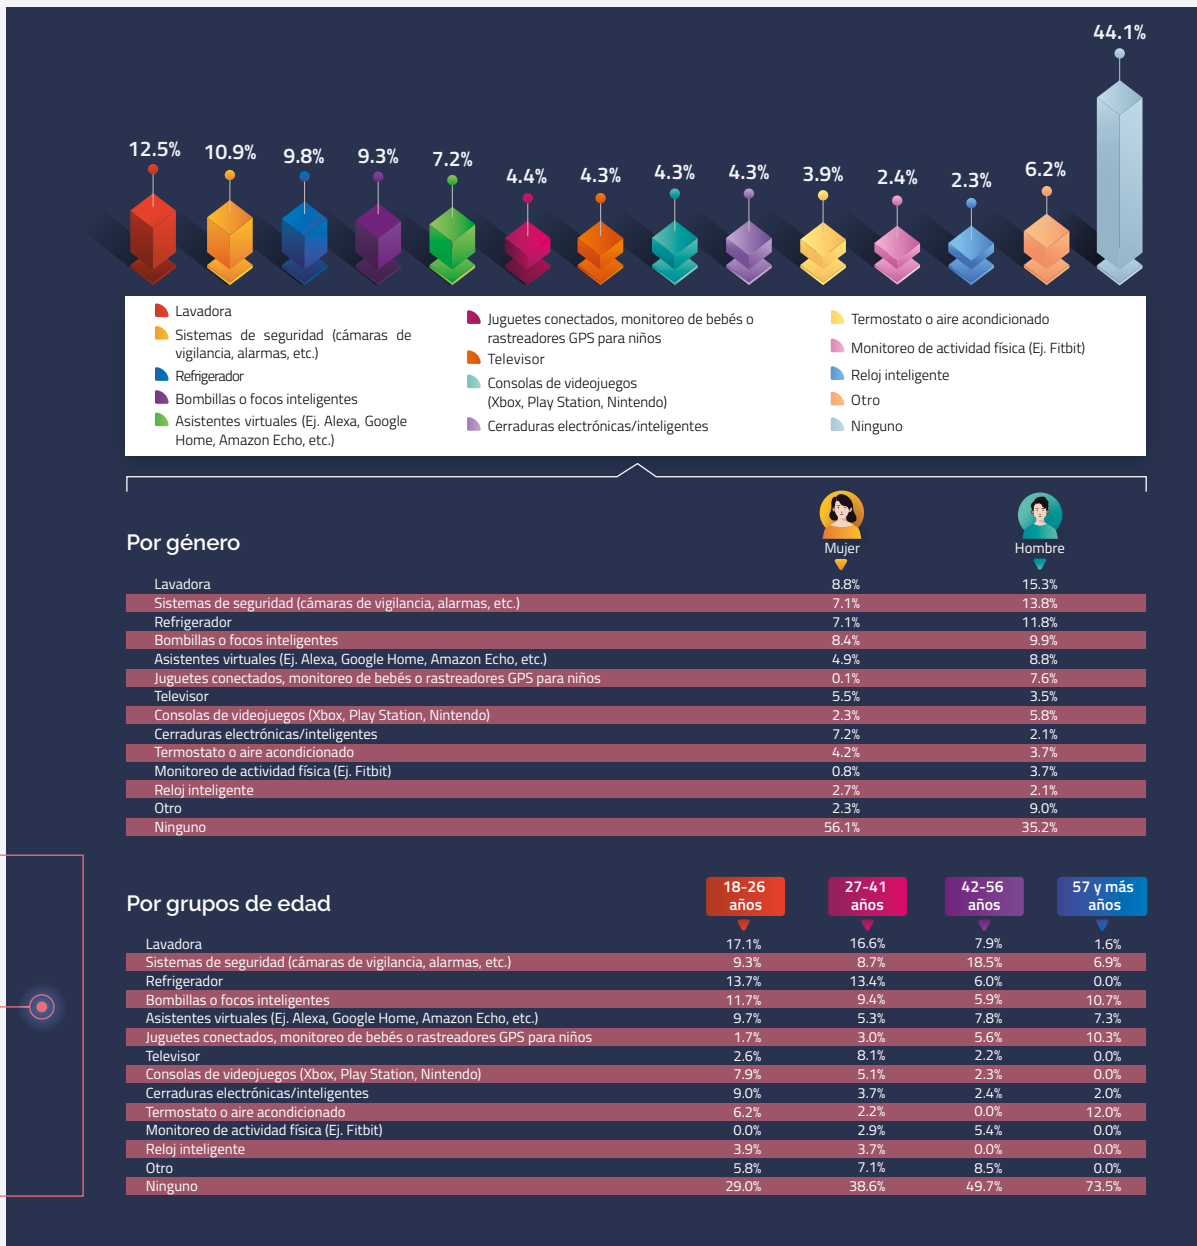 44.1%
12.5%
10.9%
9.8%
9.3%
7.2%
4.4%
4.3%
4.3%
4.3%
3.9%
2.4%
2.3%
6.2%
Lavadora
Sistemas de seguridad (cámaras de
vigilancia, alarmas, etc.)
Refrigerador
Bombillas o focos inteligentes
Asistentes virtuales (Ej. Alexa, Google
Home, Amazon Echo, etc.)
Juguetes conectados, monitoreo de bebés o
rastreadores GPS para niños
Televisor
Consolas de videojuegos
(Xbox, Play Station, Nintendo)
Cerraduras electrónicas/inteligentes
Termostato o aire acondicionado
Monitoreo de actividad física (Ej. Fitbit)
Reloj inteligente
Otro
Ninguno
Por género
Mujer
Hombre
Lavadora 8.8% 15.3%
Sistemas de seguridad (cámaras de vigilancia, alarmas, etc.) 7.1% 13.8%
Refrigerador 7.1% 11.8%
Bombillas o focos inteligentes 8.4% 9.9%
Asistentes virtuales (Ej. Alexa, Google Home, Amazon Echo, etc.) 4.9% 8.8%
Juguetes conectados, monitoreo de bebés o rastreadores GPS para niños 0.1% 7.6%
Televisor 5.5% 3.5%
Consolas de videojuegos (Xbox, Play Station, Nintendo) 2.3% 5.8%
Cerraduras electrónicas/inteligentes 7.2% 2.1%
Termostato o aire acondicionado 4.2% 3.7%
Monitoreo de actividad física (Ej. Fitbit) 0.8% 3.7%
Reloj inteligente 2.7% 2.1%
Otro 2.3% 9.0%
Ninguno 56.1% 35.2%
Por grupos de edad
18-26
años
27-41
años
42-56
años
57 y más
años
Lavadora 17.1% 16.6% 7.9% 1.6%
Sistemas de seguridad (cámaras de vigilancia, alarmas, etc.) 9.3% 8.7% 18.5% 6.9%
Refrigerador 13.7% 13.4% 6.0% 0.0%
Bombillas o focos inteligentes 11.7% 9.4% 5.9% 10.7%
Asistentes virtuales (Ej. Alexa, Google Home, Amazon Echo, etc.) 9.7% 5.3% 7.8% 7.3%
Juguetes conectados, monitoreo de bebés o rastreadores GPS para niños 1.7% 3.0% 5.6% 10.3%
Televisor 2.6% 8.1% 2.2% 0.0%
Consolas de videojuegos (Xbox, Play Station, Nintendo) 7.9% 5.1% 2.3% 0.0%
Cerraduras electrónicas/inteligentes 9.0% 3.7% 2.4% 2.0%
Termostato o aire acondicionado 6.2% 2.2% 0.0% 12.0%
Monitoreo de actividad física (Ej. Fitbit) 0.0% 2.9% 5.4% 0.0%
Reloj inteligente 3.9% 3.7% 0.0% 0.0%
Otro 5.8% 7.1% 8.5% 0.0%
Ninguno 29.0% 38.6% 49.7% 73.5%